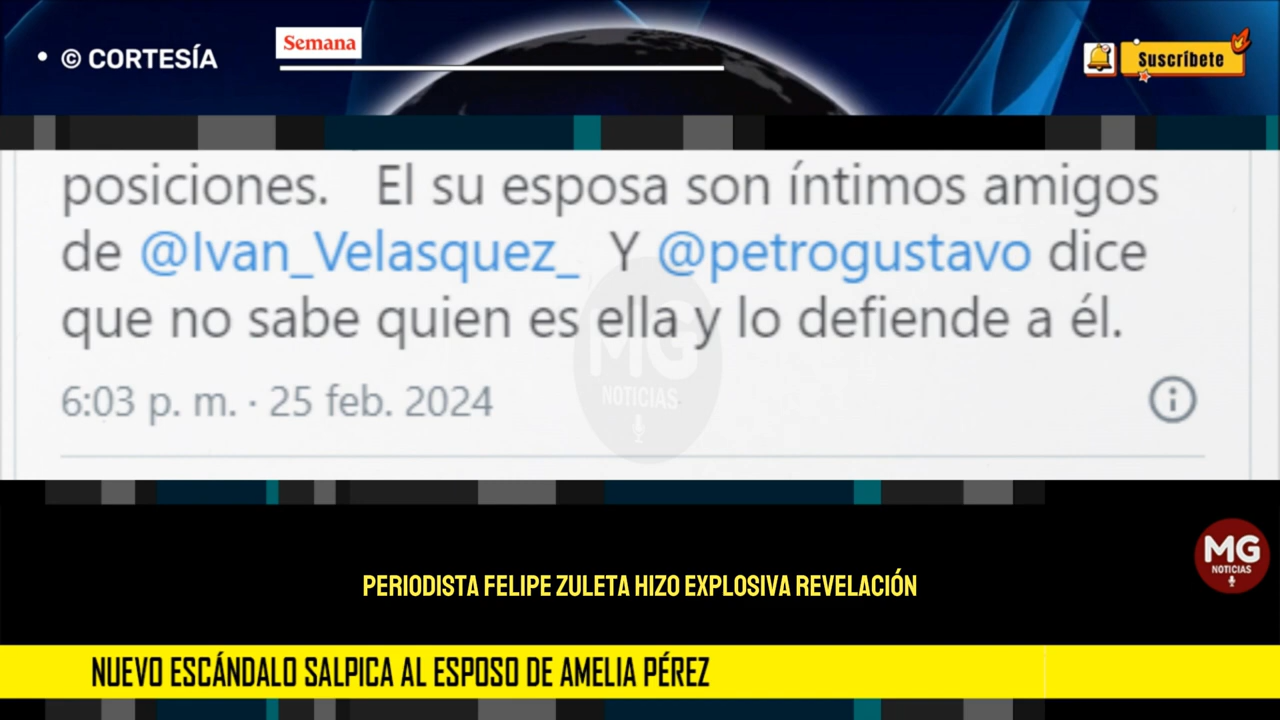 • © CORTESÍA
Semana
Suscríbete
posiciones. El su esposa son íntimos amigos
de @Ivan_Velasquez_ Y @petrogustavo dice
que no sabe quien es ella y lo defiende a él.
MG
NOTICIAS
6:03 p. m. · 25 feb. 2024
MG
NOTICIAS
PERIODISTA FELIPE ZULETA HIZO EXPLOSIVA REVELACIÓN
NUEVO ESCÁNDALO SALPICA AL ESPOSO DE AMELIA PÉREZ